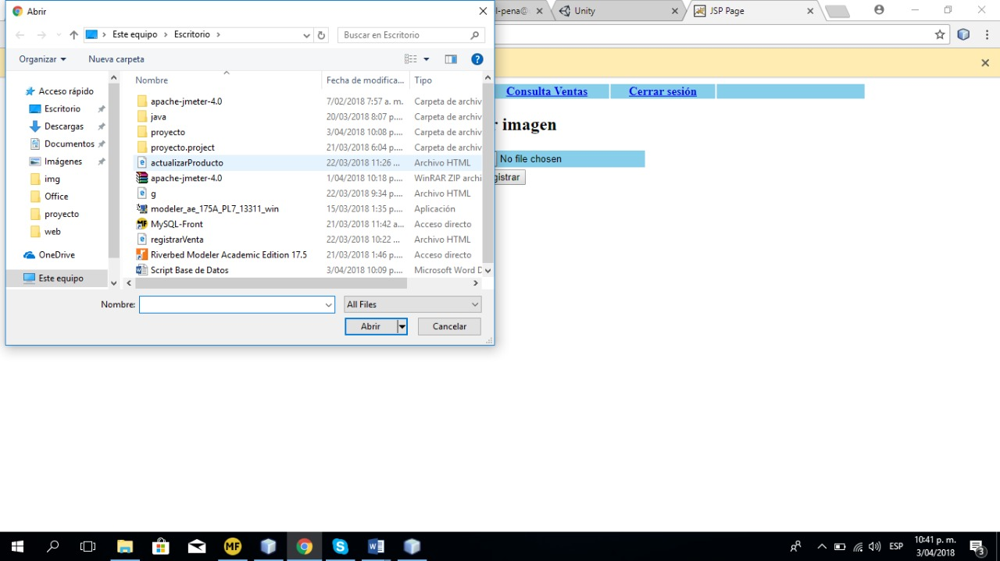 Abrir
l-pena@
Unity
JSP Page
Este equipo > Escritorio >
Buscar en Escritorio
Organizar
Nueva carpeta
Nombre
Fecha de modifica...
Tipo
Acceso rápido
Escritorio
Descargas
Documentos
Imágenes
img
Office
proyecto
web
OneDrive
Este equipo
apache-jmeter-4.0 7/02/2018 7:57 a. m. Carpeta de archiv
java 20/03/2018 8:07 p.... Carpeta de archiv
proyecto 3/04/2018 10:08 p.... Carpeta de archiv
proyecto.project 21/03/2018 6:04 p.... Carpeta de archiv
actualizarProducto 22/03/2018 11:26 ... Archivo HTML
apache-jmeter-4.0 1/04/2018 10:18 p.... WinRAR ZIP archi
g 22/03/2018 9:34 p.... Archivo HTML
modeler_ae_175A_PL7_13311_win 15/03/2018 1:35 p.... Aplicación
MySQL-Front 21/03/2018 11:42 a... Acceso directo
registrarVenta 22/03/2018 10:22 ... Archivo HTML
Riverbed Modeler Academic Edition 17.5 21/03/2018 1:46 p.... Acceso directo
Script Base de Datos 3/04/2018 10:09 p.... Microsoft Word D
Nombre:
All Files
Abrir
Cancelar
Consulta Ventas
Cerrar sesión
r imagen
No file chosen
gistrar
MF
ESP
10:41 p. m.
3/04/2018
3